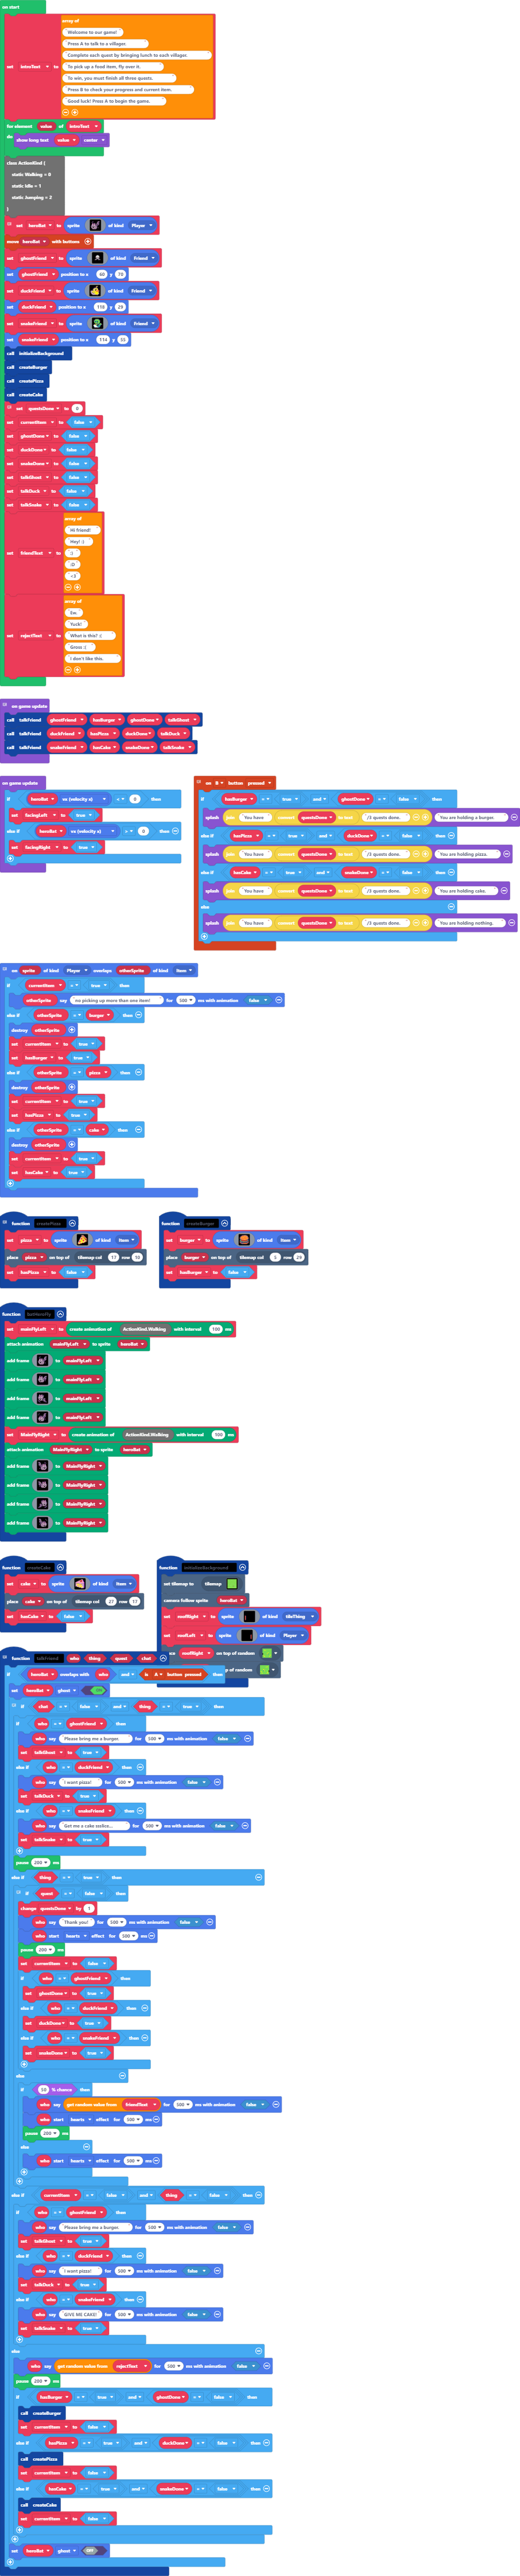 on start
set introText to array of
Welcome to our game!
Press A to talk to a villager.
Complete each quest by bringing lunch to each villager.
To pick up a food item, fly over it.
To win, you must finish all three quests.
Press B to check your progress and current item.
Good luck! Press A to begin the game.
for element value of introText
do
show long text value center
class ActionKind {
static Walking = 0
static Idle = 1
static Jumping = 2
}
set heroBat to sprite of kind Player
move heroBat with buttons
set ghostFriend to sprite of kind Friend
set ghostFriend position to x 60 y 70
set duckFriend to sprite of kind Friend
set duckFriend position to x 118 y 29
set snakeFriend to sprite of kind Friend
set snakeFriend position to x 114 y 55
call initializeBackground
call createBurger
call createPizza
call createCake
set questsDone to 0
set currentItem to false
set ghostDone to false
set duckDone to false
set snakeDone to false
set talkGhost to false
set talkDuck to false
set talkSnake to false
set friendText to array of
Hi friend!
Hey! :)
:)
:D
<3
set rejectText to array of
Ew.
Yuck!
What is this? :(
Gross :(
I don't like this.
on game update
call talkFriend ghostFriend hasBurger ghostDone talkGhost
call talkFriend duckFriend hasPizza duckDone talkDuck
call talkFriend snakeFriend hasCake snakeDone talkSnake
on game update
if heroBat vx (velocity x) < 0 then
set facingLeft to true
else if heroBat vx (velocity x) > 0 then
set facingRight to true
on B button pressed
if hasBurger = true and ghostDone = false then
splash join You have convert questsDone to text /3 quests done. You are holding a burger.
else if hasPizza = true and duckDone = false then
splash join You have convert questsDone to text /3 quests done. You are holding pizza.
else if hasCake = true and snakeDone = false then
splash join You have convert questsDone to text /3 quests done. You are holding cake.
else
splash join You have convert questsDone to text /3 quests done. You are holding nothing.
on sprite of kind Player overlaps otherSprite of kind Item
if currentItem = true then
otherSprite say no picking up more than one item! for 500 ms with animation false
else if otherSprite = burger then
destroy otherSprite
set currentItem to true
set hasBurger to true
else if otherSprite = pizza then
destroy otherSprite
set currentItem to true
set hasPizza to true
else if otherSprite = cake then
destroy otherSprite
set currentItem to true
set hasCake to true
function createPizza
set pizza to sprite of kind Item
place pizza on top of tilemap col 17 row 10
set hasPizza to false
function createBurger
set burger to sprite of kind Item
place burger on top of tilemap col 5 row 29
set hasBurger to false
function
set mainFlyLeft to create animation of ActionKind.Walking with interval 100 ms
attach animation mainFlyLeft to sprite heroBat
add frame to mainFlyLeft
add frame to mainFlyLeft
add frame to mainFlyLeft
add frame to mainFlyLeft
set MainFlyRight to create animation of ActionKind.Walking with interval 100 ms
attach animation MainFlyRight to sprite heroBat
add frame to MainFlyRight
add frame to MainFlyRight
add frame to MainFlyRight
add frame to MainFlyRight
function createCake
set cake to sprite of kind Item
place cake on top of tilemap col 27 row 17
set hasCake to false
function initializeBackground
set tilemap to tilemap
camera follow sprite heroBat
set roofRight to sprite of kind tileThing
set roofLeft to sprite of kind Player
roofRight on top of random
of random
function talkFriend who thing quest chat
if heroBat overlaps with who and is A button pressed then
set heroBat ghost
if chat = false and thing = true then
if who = ghostFriend then
who say Please bring me a burger. for 500 ms with animation false
set talkGhost to true
else if who = duckFriend then
who say I want pizza! for 500 ms with animation false
set talkDuck to true
else if who = snakeFriend then
who say for 500 ms with animation false
set talkSnake to true
pause 200 ms
else if thing = true then
if quest = false then
change questsDone by 1
who say Thank you! for 500 ms with animation false
who start hearts effect for 500 ms
pause 200 ms
set currentItem to false
if who = ghostFriend then
set ghostDone to true
else if who = duckFriend then
set duckDone to true
else if who = snakeFriend then
set snakeDone to true
else
if 50 % chance then
who say get random value from friendText for 500 ms with animation false
who start hearts effect for 500 ms
pause 200 ms
else
who start hearts effect for 500 ms
else if currentItem = false and thing = false then
if who = ghostFriend then
who say Please bring me a burger. for 500 ms with animation false
set talkGhost to true
else if who = duckFriend then
who say I want pizza! for 500 ms with animation false
set talkDuck to true
else if who = snakeFriend then
who say GIVE ME CAKE! for 500 ms with animation false
set talkSnake to true
else
who say get random value from rejectText for 500 ms with animation false
pause 200 ms
if hasBurger = true and ghostDone = false then
call createBurger
set currentItem to false
else if hasPizza = true and duckDone = false then
call createPizza
set currentItem to false
else if hasCake = true and snakeDone = false then
call createCake
set currentItem to false
set heroBat ghost